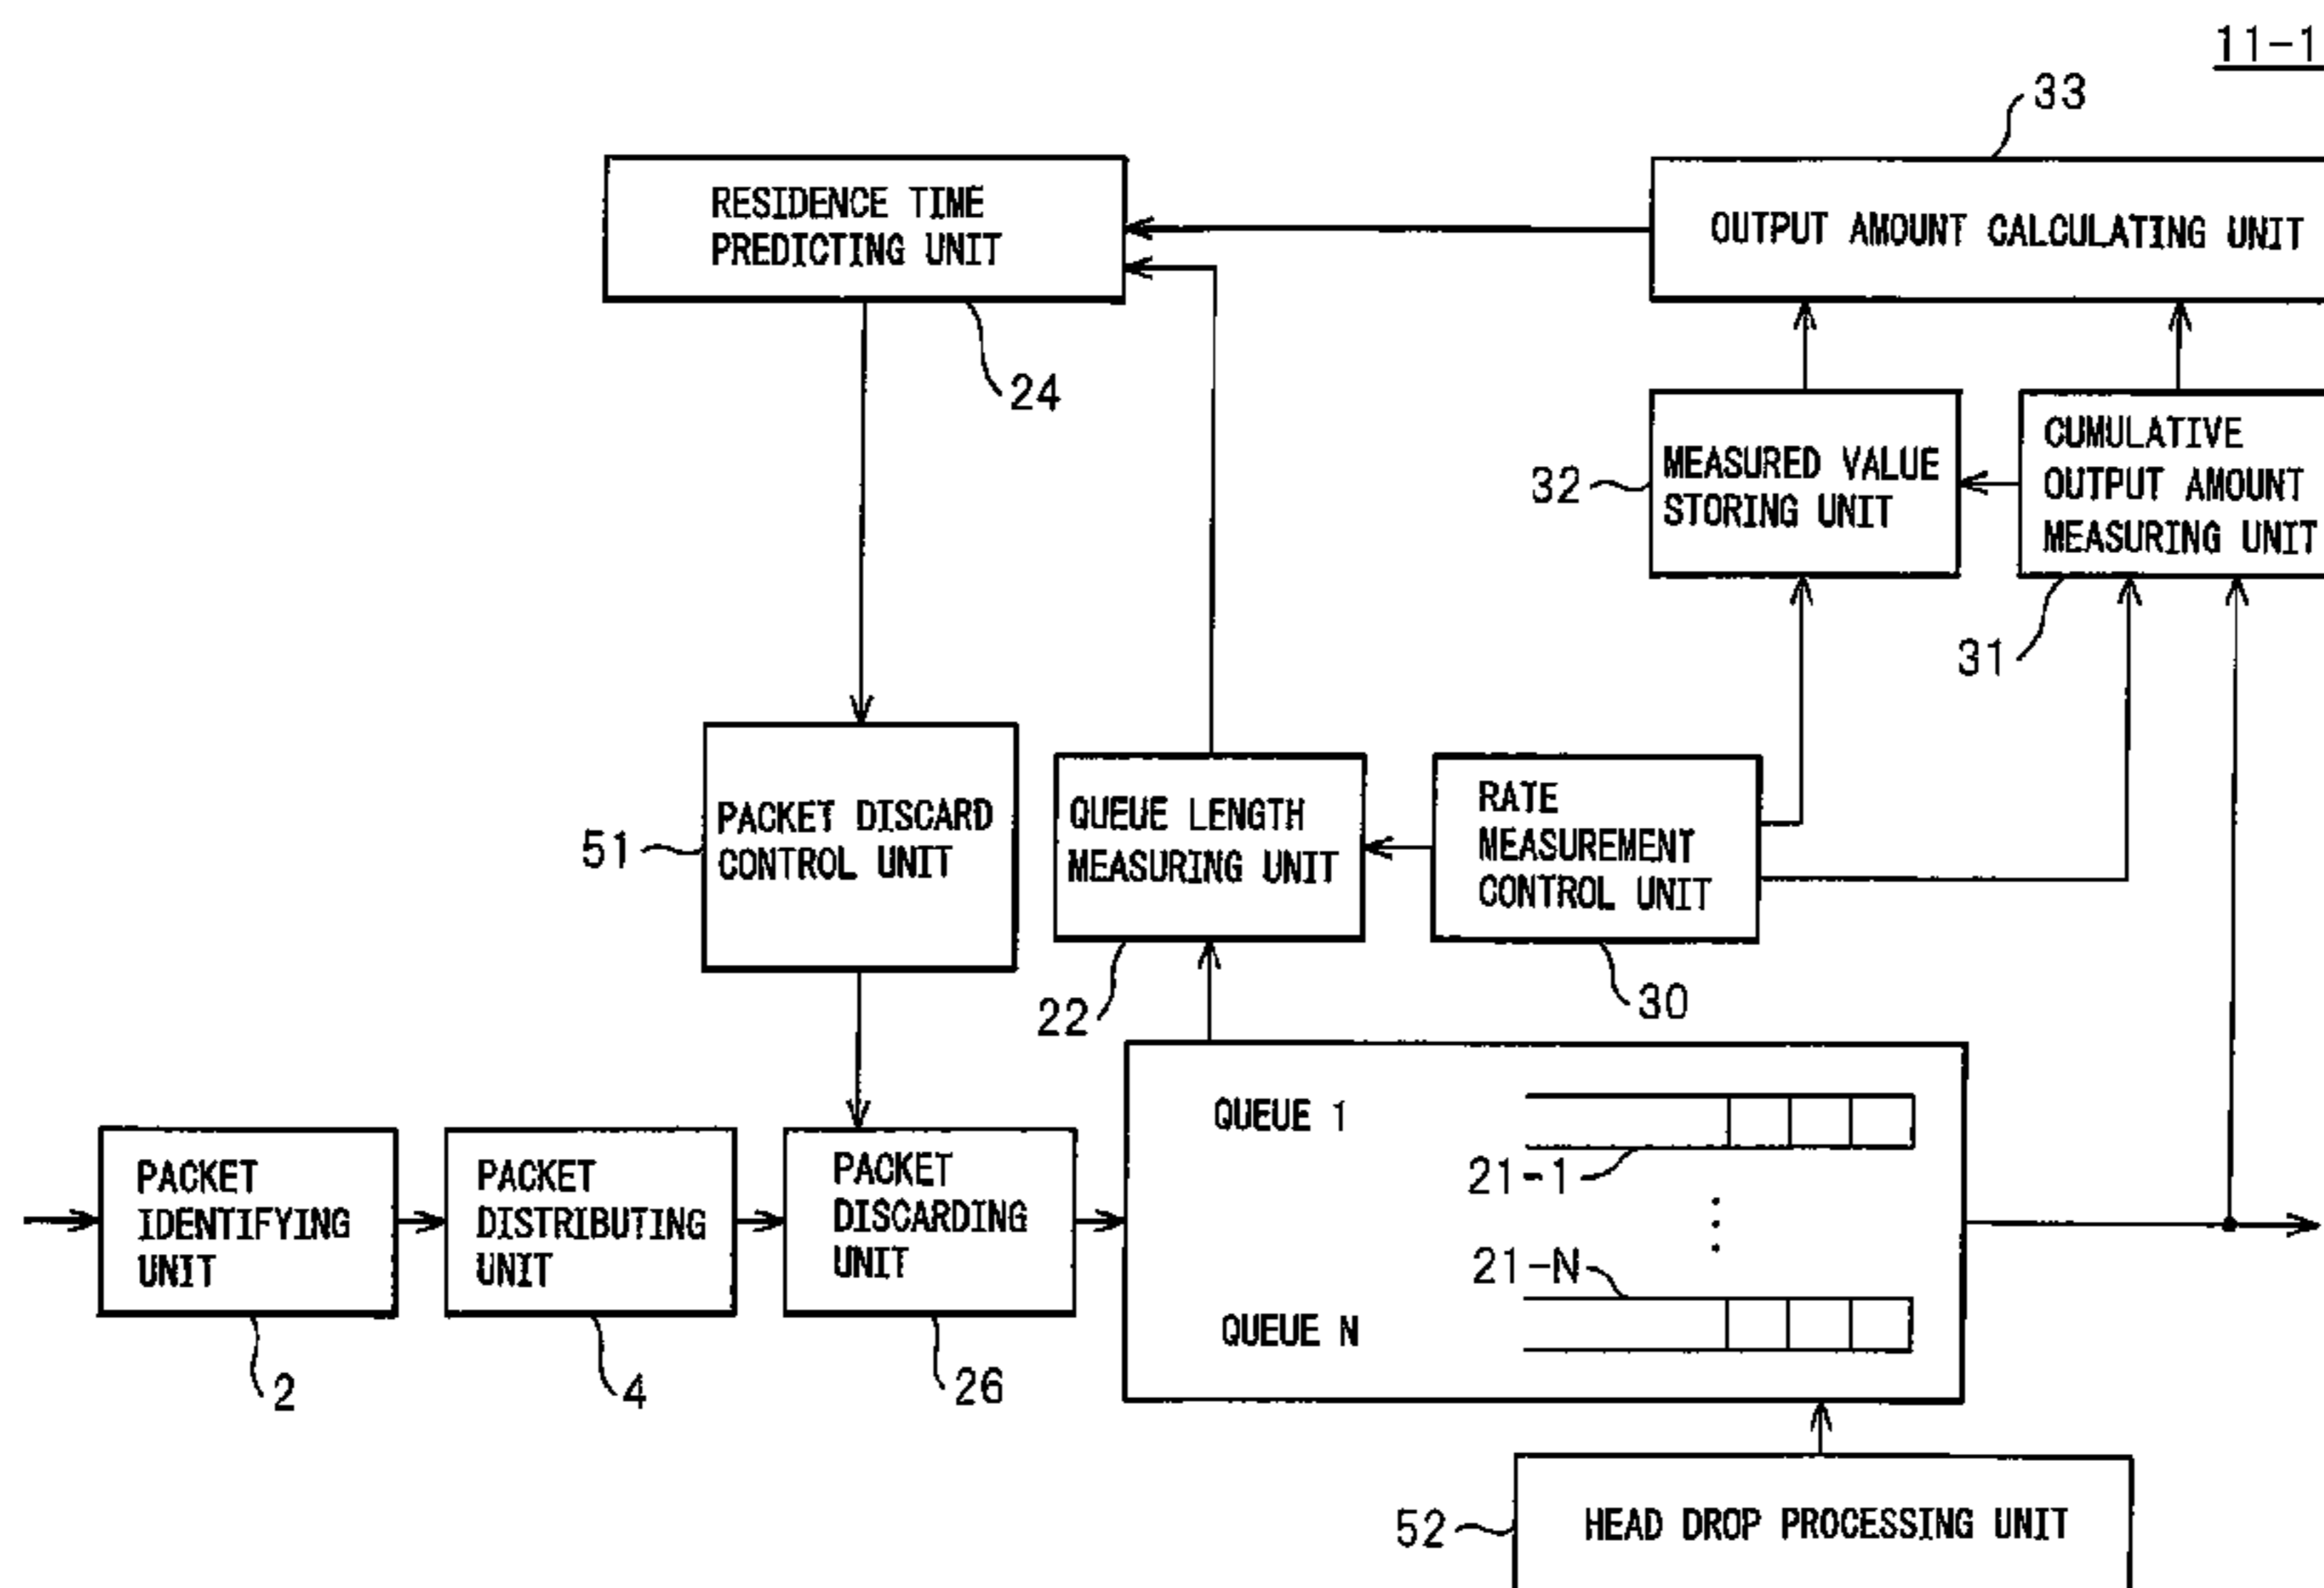 11-1
33
RESIDENCE TIME
PREDICTING UNIT
OUTPUT AMOUNT CALCULATING UNIT
24
32
MEASURED VALUE
STORING UNIT
CUMULATIVE
OUTPUT AMOUNT
MEASURING UNIT
31
51
PACKET DISCARD
CONTROL UNIT
QUEUE LENGTH
MEASURING UNIT
RATE
MEASUREMENT
CONTROL UNIT
22
30
PACKET
IDENTIFYING
UNIT
PACKET
DISTRIBUTING
UNIT
PACKET
DISCARDING
UNIT
QUEUE 1
21-1
21-N
QUEUE N
2
4
26
52
HEAD DROP PROCESSING UNIT